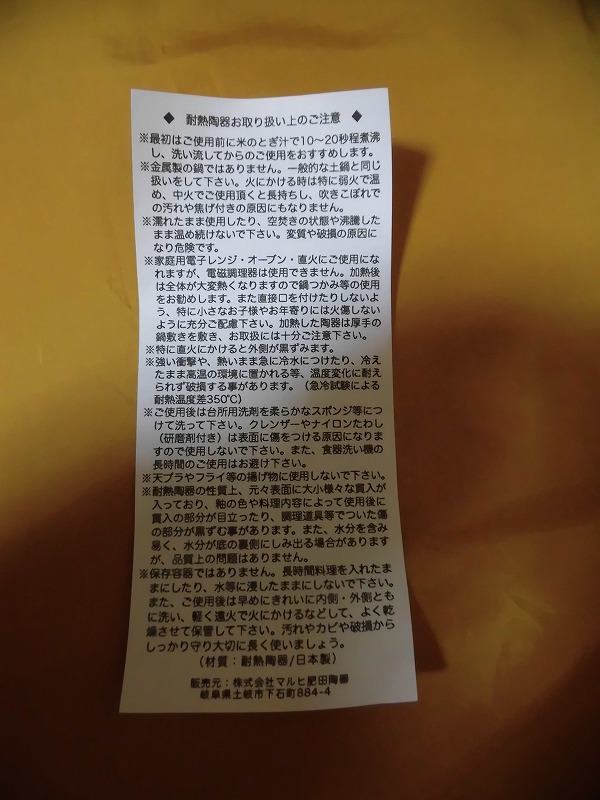 ◆ 耐熱陶器お取り扱い上のご注意 ◆
※最初はご使用前に米のとぎ汁で10〜20秒程煮沸
し、洗い流してからのご使用をおすすめします。
※金属製の鍋ではありません。一般的な土鍋と同じ
扱いをして下さい。火にかける時は特に弱火で温
め、中火でご使用頂くと長持ちし、吹きこぼれで
の汚れや焦げ付きの原因にもなりません。
※濡れたまま使用したり、空焚きの状態や沸騰した
まま温め続けないで下さい。変質や破損の原因に
なり危険です。
※家庭用電子レンジ・オーブン・直火にご使用にな
れますが、電磁調理器は使用できません。加熱後
は全体が大変熱くなりますので鍋つかみ等の使用
をお勧めします。また直接口を付けたりしないよ
う、特に小さなお子様やお年寄りには火傷しない
ように充分ご配慮下さい。加熱した陶器は厚手の
鍋敷きを敷き、お取扱には十分ご注意下さい。
※特に直火にかけると外側が黒ずみます。
※強い衝撃や、熱いまま急に冷水につけたり、冷え
たまま高温の環境に置かれる等、温度変化に耐え
られず破損する事があります。（急冷試験による
耐熱温度差350℃）
※ご使用後は台所用洗剤を柔らかなスポンジ等につ
けて洗って下さい。クレンザーやナイロンたわし
（研磨剤付き）は表面に傷をつける原因になりま
すので使用しないで下さい。また、食器洗い機の
長時間のご使用はお避け下さい。
※天プラやフライ等の揚げ物に使用しないで下さい。
※耐熱陶器の性質上、元々表面に大小様々な貫入が
入っており、釉の色や料理内容によって使用後に
貫入の部分が目立ったり、調理道具等でついた傷
の部分が黒ずむ事があります。また、水分を含み
易く、水分が底の裏側にしみ出る場合があります
が、品質上の問題はありません。
※保存容器ではありません。長時間料理を入れたま
まにしたり、水等に浸したままにしないで下さい。
また、ご使用後は早めにきれいに内側・外側とも
に洗い、軽く遠火で火にかけるなどして、よく乾
燥させて保管して下さい。汚れやカビや破損から
しっかり守り大切に長く使いましょう。
（材質：耐熱陶器/日本製）
販売元：株式会社マルヒ肥田陶器
岐阜県土岐市下石町884-4